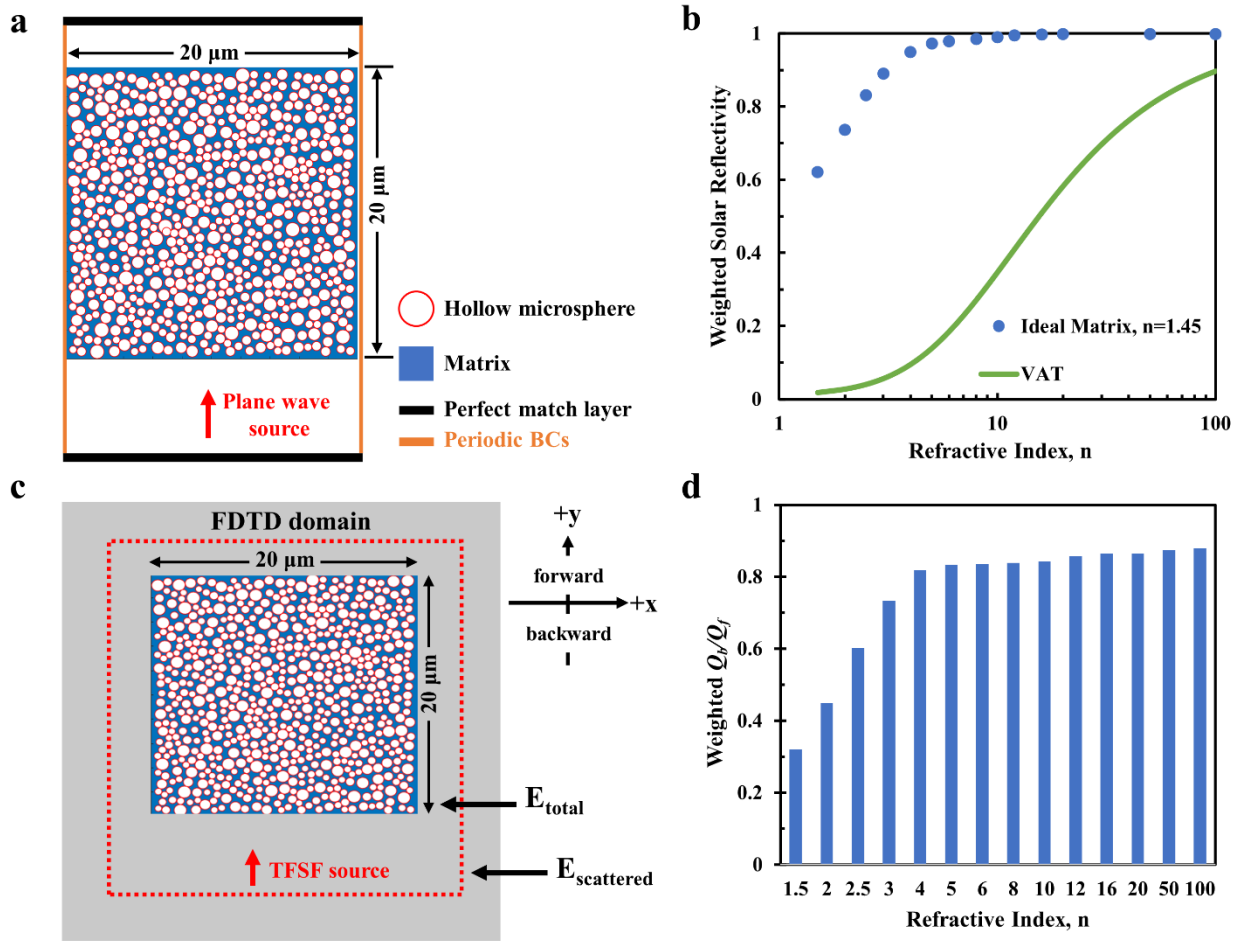 a
20 μm
20 μm
Hollow microsphere
Matrix
Perfect match layer
Periodic BCs
Plane wave
source
b
Weighted Solar Reflectivity
1
0.8
0.6
0.4
0.2
0
Ideal Matrix, n=1.45
VAT
1
10
100
Refractive Index, n
c
FDTD domain
20 μm
20 μm
+y
forward
+x
backward
E_total
TFSF source
E_scattered
d
Weighted Q_b/Q_f
1
0.8
0.6
0.4
0.2
0
1.5 2 2.5 3 4 5 6 8 10 12 16 20 50 100
Refractive Index, n